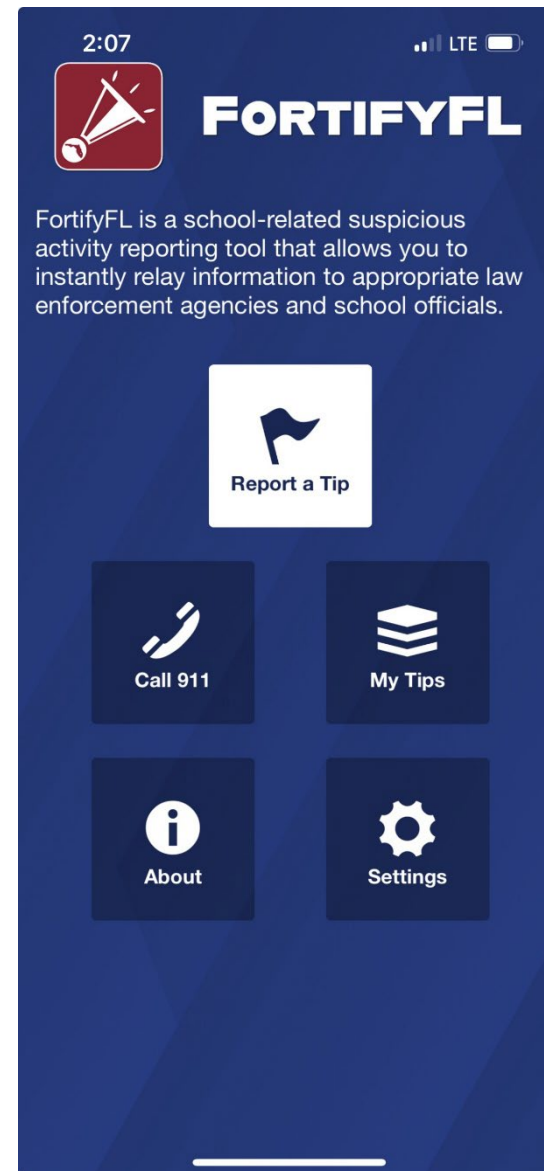 2:07 LTE
FORTIFYFL
FortifyFL is a school-related suspicious
activity reporting tool that allows you to
instantly relay information to appropriate law
enforcement agencies and school officials.
Report a Tip
Call 911
My Tips
About
Settings